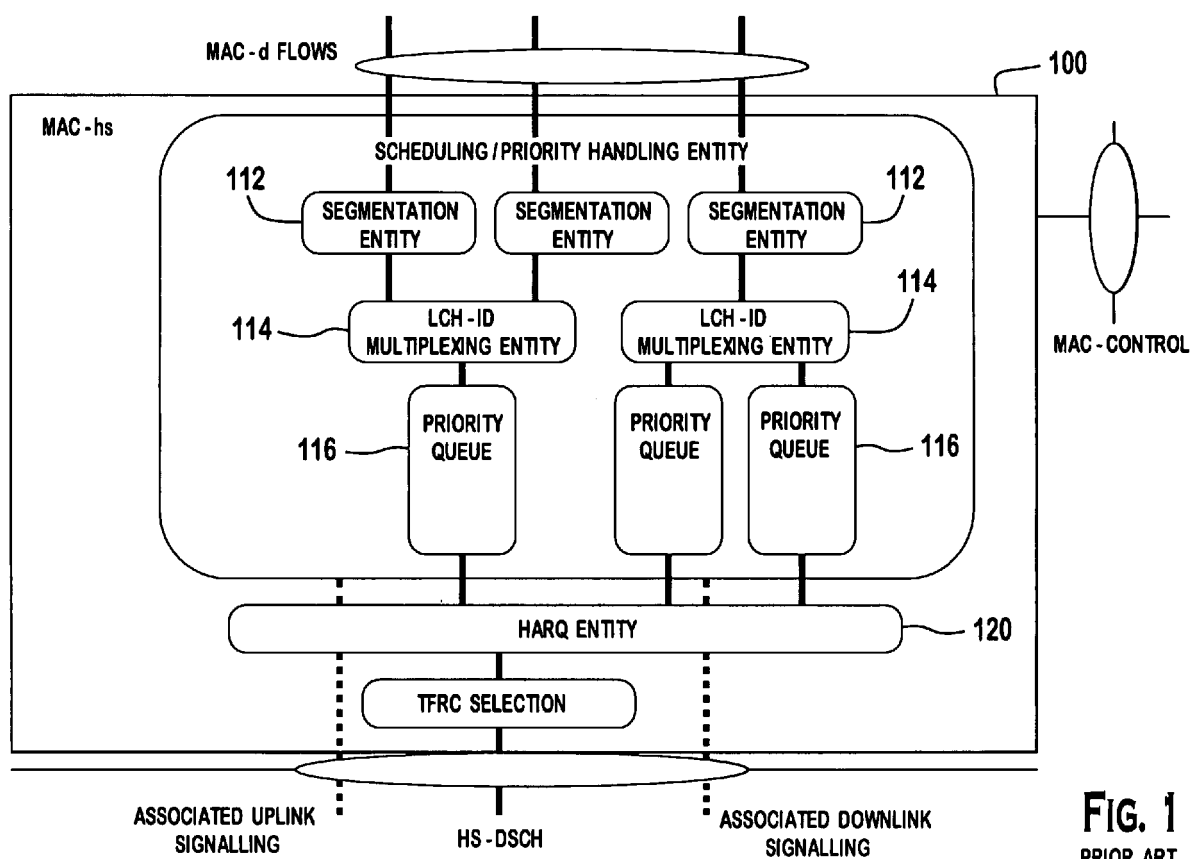 MAC-d FLOWS
100
MAC-hs
SCHEDULING/PRIORITY HANDLING ENTITY
112
SEGMENTATION
ENTITY
SEGMENTATION
ENTITY
SEGMENTATION
ENTITY
112
114
LCH-ID
MULTIPLEXING ENTITY
LCH-ID
MULTIPLEXING ENTITY
114
MAC-CONTROL
116
PRIORITY
QUEUE
PRIORITY
QUEUE
PRIORITY
QUEUE
116
HARQ ENTITY
120
TFRC SELECTION
ASSOCIATED UPLINK
SIGNALLING
HS-DSCH
ASSOCIATED DOWNLINK
SIGNALLING
FIG. 1
PRIOR ART